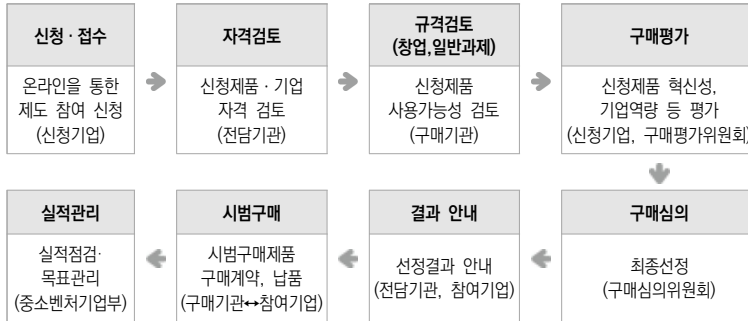 신청 · 접수
온라인을 통한
제도 참여 신청
(신청기업)
자격검토
신청제품 · 기업
자격 검토
(전담기관)
규격검토
(창업,일반과제)
신청제품
사용가능성 검토
(구매기관)
구매평가
신청제품 혁신성,
기업역량 등 평가
(신청기업, 구매평가위원회)
구매심의
최종선정
(구매심의위원회)
결과 안내
선정결과 안내
(전담기관, 참여기업)
시범구매
시범구매제품
구매계약, 납품
(구매기관↔참여기업)
실적관리
실적점검·
목표관리
(중소벤처기업부)